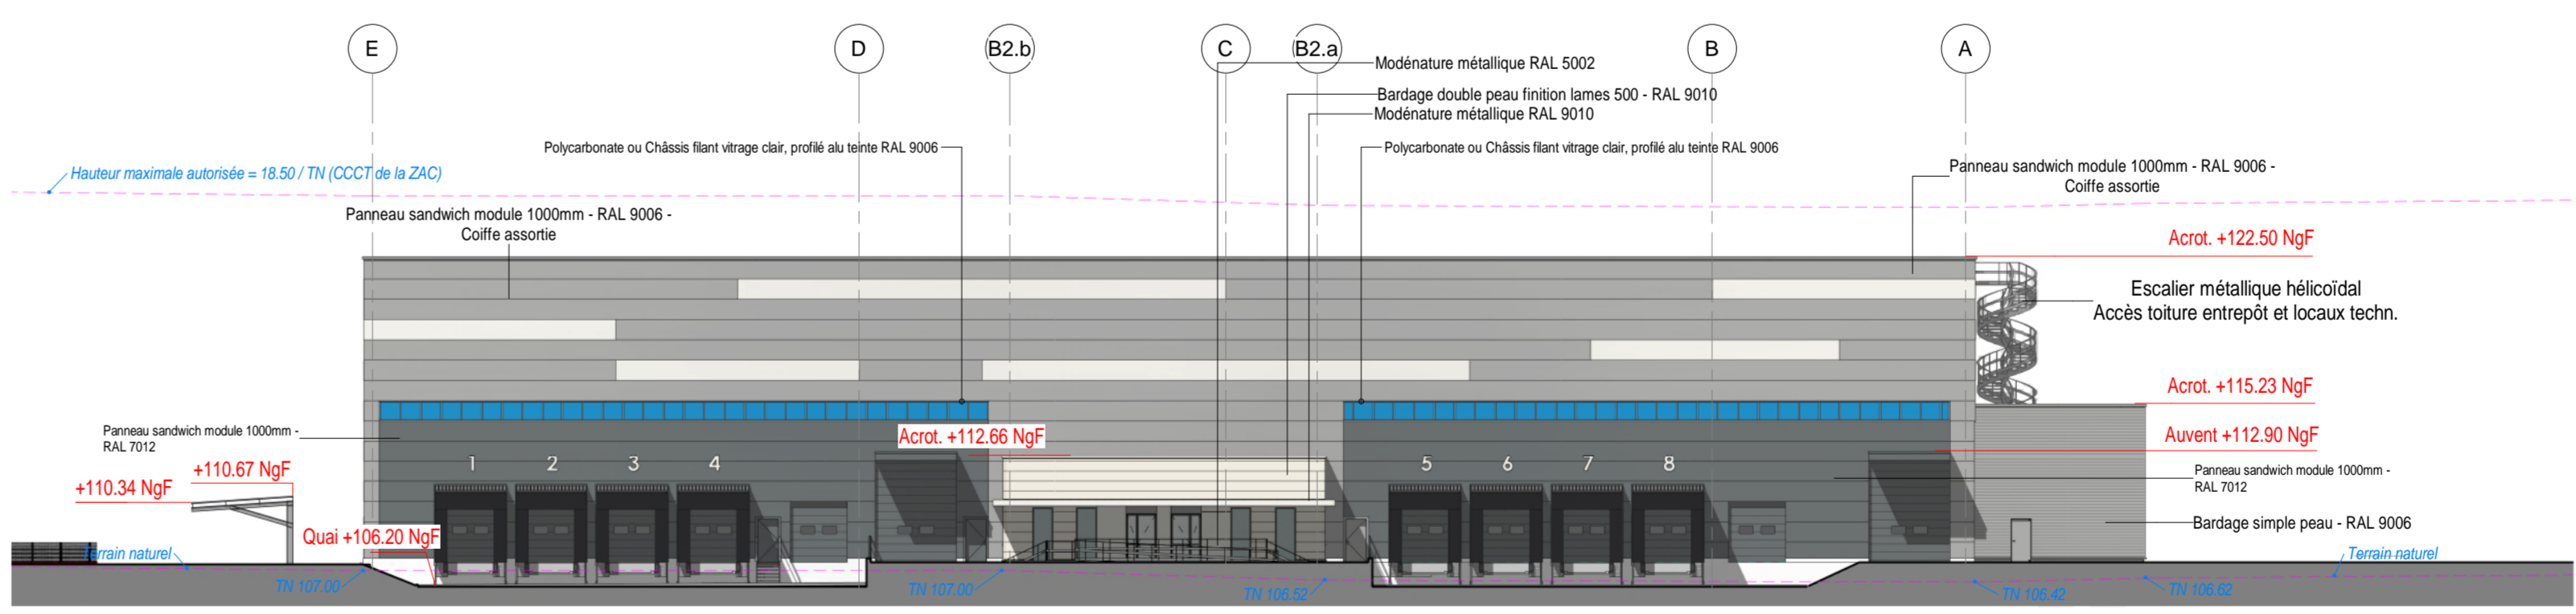 E
D
B2.b
C
B2.a
B
A
Modénature métallique RAL 5002
Bardage double peau finition lames 500 - RAL 9010
Modénature métallique RAL 9010
Polycarbonate ou Châssis filant vitrage clair, profilé alu teinte RAL 9006
Polycarbonate ou Châssis filant vitrage clair, profilé alu teinte RAL 9006
Hauteur maximale autorisée = 18.50 / TN (CCCT de la ZAC)
Panneau sandwich module 1000mm - RAL 9006 -
Coiffe assortie
Panneau sandwich module 1000mm - RAL 9006 -
Coiffe assortie
Acrot. +122.50 NgF
Escalier métallique hélicoïdal
Accès toiture entrepôt et locaux techn.
Acrot. +115.23 NgF
Panneau sandwich module 1000mm -
RAL 7012
Acrot. +112.66 NgF
Auvent +112.90 NgF
1
2
3
4
5
6
7
8
+110.67 NgF
+110.34 NgF
Panneau sandwich module 1000mm -
RAL 7012
Quai +106.20 NgF
Bardage simple peau - RAL 9006
Terrain naturel
Terrain naturel
TN 107.00
TN 107.00
TN 106.52
TN 106.42
TN 106.62